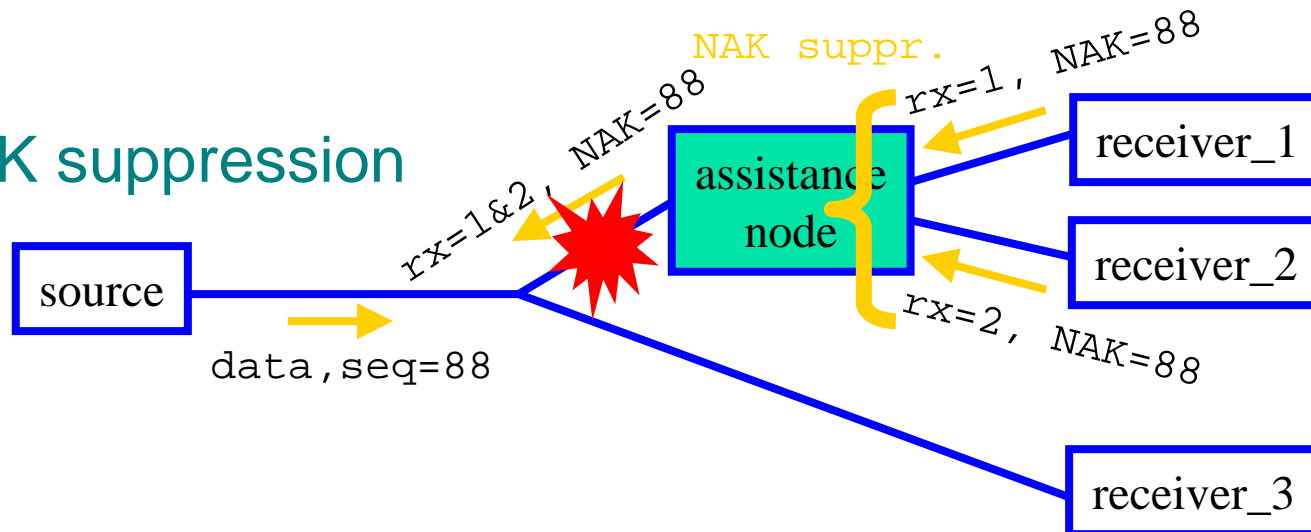 NAK suppr.
rx=1, NAK=88
K suppression
rx=1&2, NAK=88
receiver_1
assistance
node
receiver_2
source
rx=2, NAK=88
data,seq=88
receiver_3